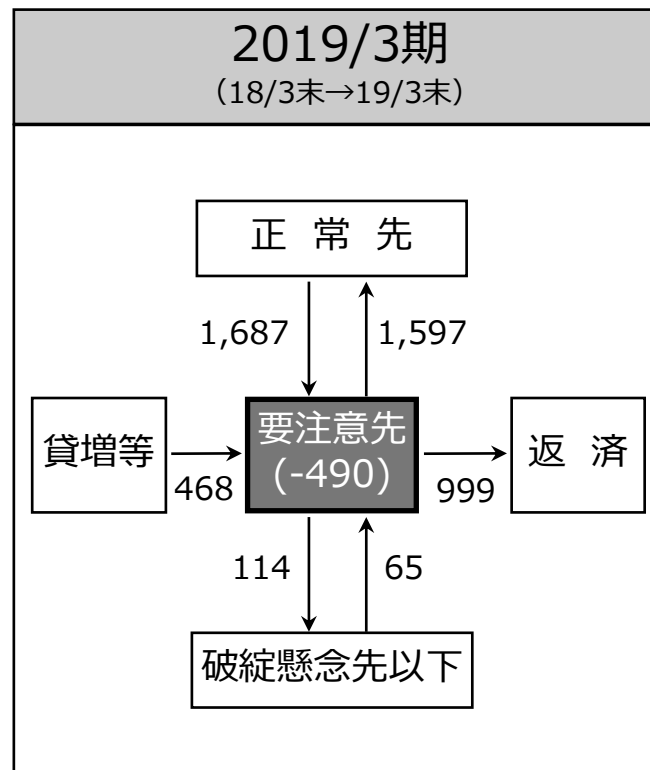 2019/3期
（18/3末→19/3末）
正 常 先
1,687
1,597
貸増等
468
要注意先
(-490)
999
返 済
114
65
破綻懸念先以下